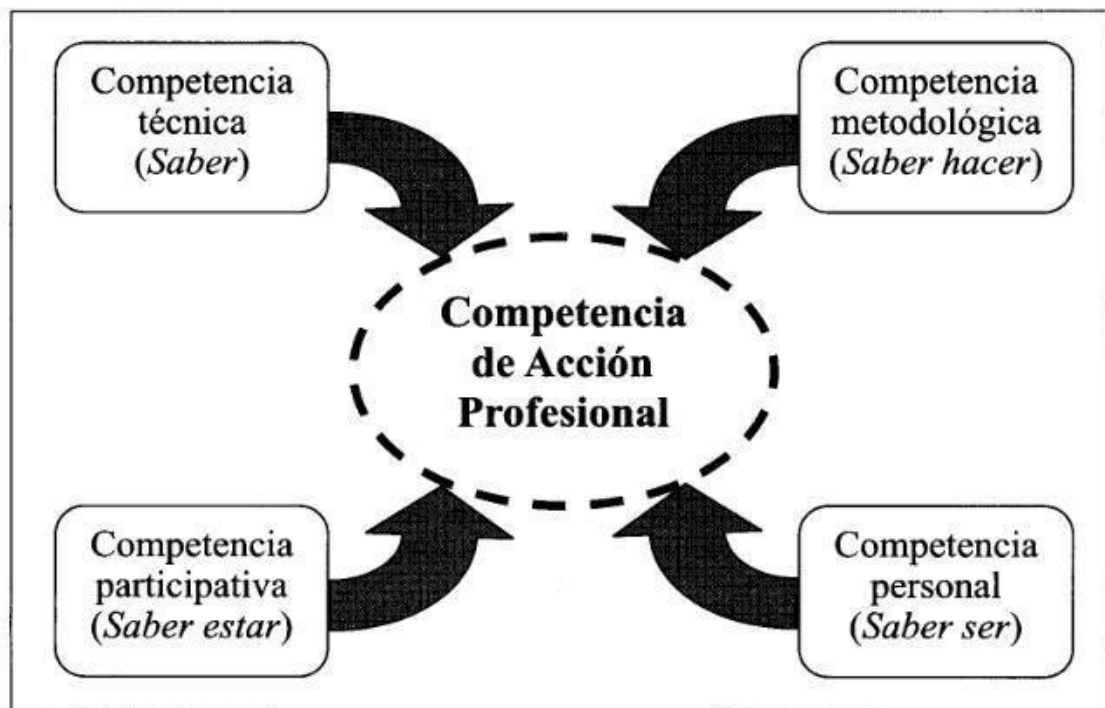 Competencia
técnica
(Saber)
Competencia
metodológica
(Saber hacer)
Competencia
de Acción
Profesional
Competencia
participativa
(Saber estar)
Competencia
personal
(Saber ser)